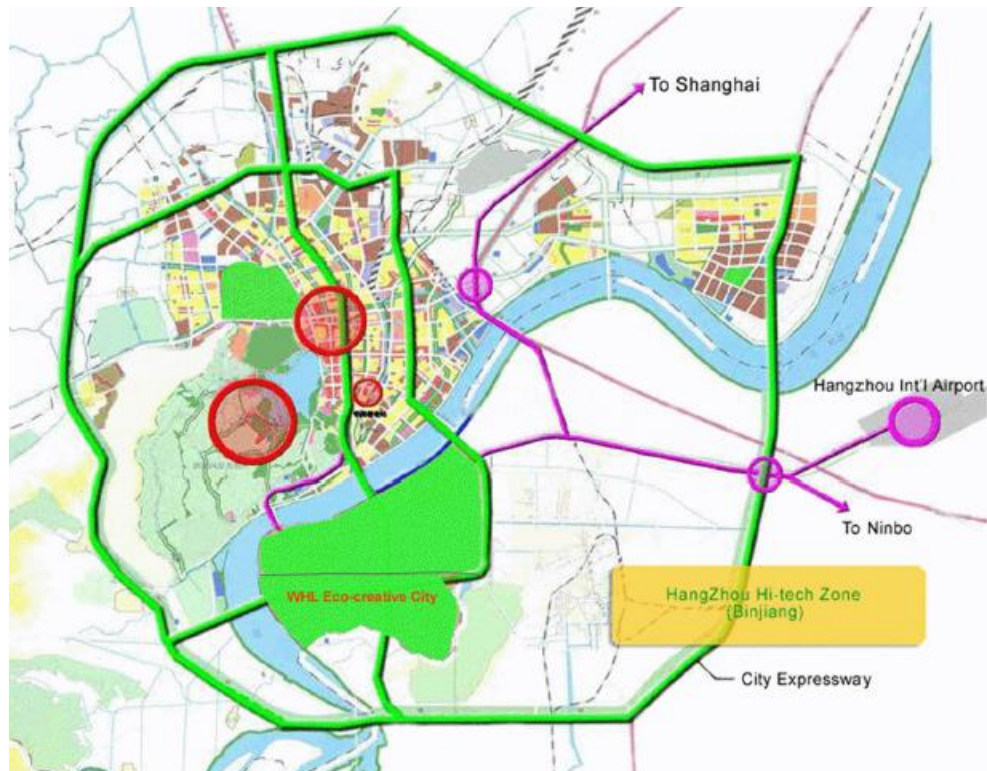 To Shanghai
Hangzhou Int'l Airport
To Ninbo
WHL Eco-creative City
HangZhou Hi-tech Zone
(Binjiang)
City Expressway